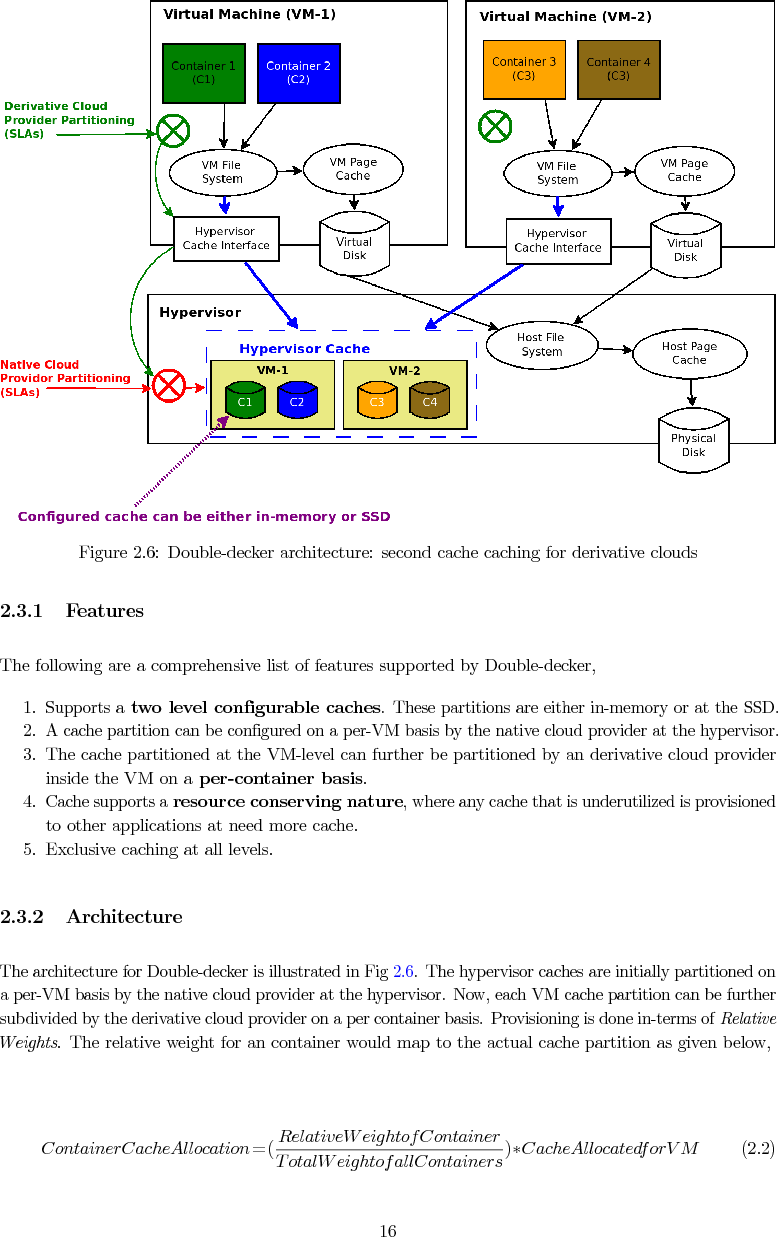 Virtual Machine (VM-1)
Virtual Machine (VM-2)
Container 1
(C1)
Container 2
(C2)
Container 3
(C3)
Container 4
(C3)
Derivative Cloud
Provider Partitioning
(SLAs)
VM File
System
VM Page
Cache
VM File
System
VM Page
Cache
Hypervisor
Cache Interface
Virtual
Disk
Hypervisor
Cache Interface
Virtual
Disk
Hypervisor
Host File
System
Host Page
Cache
Physical
Disk
Hypervisor Cache
VM-1
VM-2
C1
C2
C3
C4
Native Cloud
Providor Partitioning
(SLAs)
Configured cache can be either in-memory or SSD
Figure 2.6: Double-decker architecture: second cache caching for derivative clouds
2.3.1 Features
The following are a comprehensive list of features supported by Double-decker,
1. Supports a two level configurable caches. These partitions are either in-memory or at the SSD.
2. A cache partition can be configured on a per-VM basis by the native cloud provider at the hypervisor.
3. The cache partitioned at the VM-level can further be partitioned by an derivative cloud provider
inside the VM on a per-container basis.
4. Cache supports a resource conserving nature, where any cache that is underutilized is provisioned
to other applications at need more cache.
5. Exclusive caching at all levels.
2.3.2 Architecture
The architecture for Double-decker is illustrated in Fig 2.6. The hypervisor caches are initially partitioned on
a per-VM basis by the native cloud provider at the hypervisor. Now, each VM cache partition can be further
subdivided by the derivative cloud provider on a per container basis. Provisioning is done in-terms of Relative
Weights. The relative weight for an container would map to the actual cache partition as given below,
ContainerCacheAllocation=(RelativeWeightofContainer/TotalWeightofallContainers)*CacheAllocatedforVM (2.2)
16